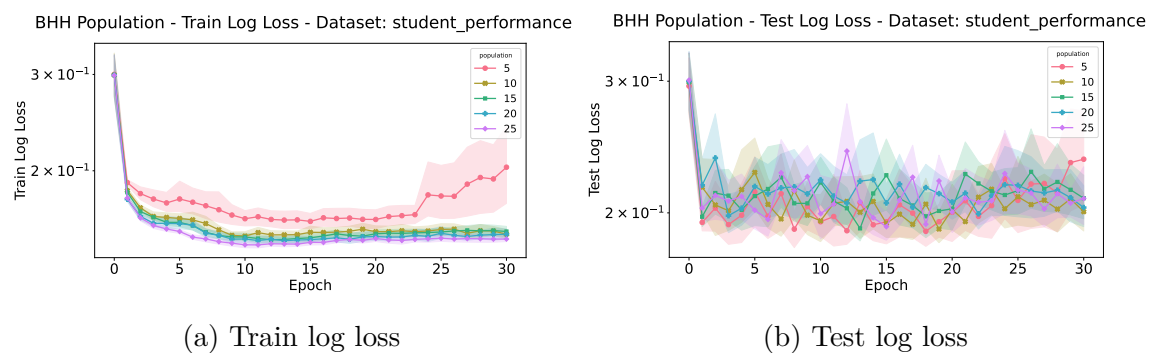 BHH Population - Train Log Loss - Dataset: student_performance
Train Log Loss
3 × 10⁻¹
2 × 10⁻¹
population
5
10
15
20
25
0 5 10 15 20 25 30
Epoch
(a) Train log loss
BHH Population - Test Log Loss - Dataset: student_performance
Test Log Loss
3 × 10⁻¹
2 × 10⁻¹
population
5
10
15
20
25
0 5 10 15 20 25 30
Epoch
(b) Test log loss